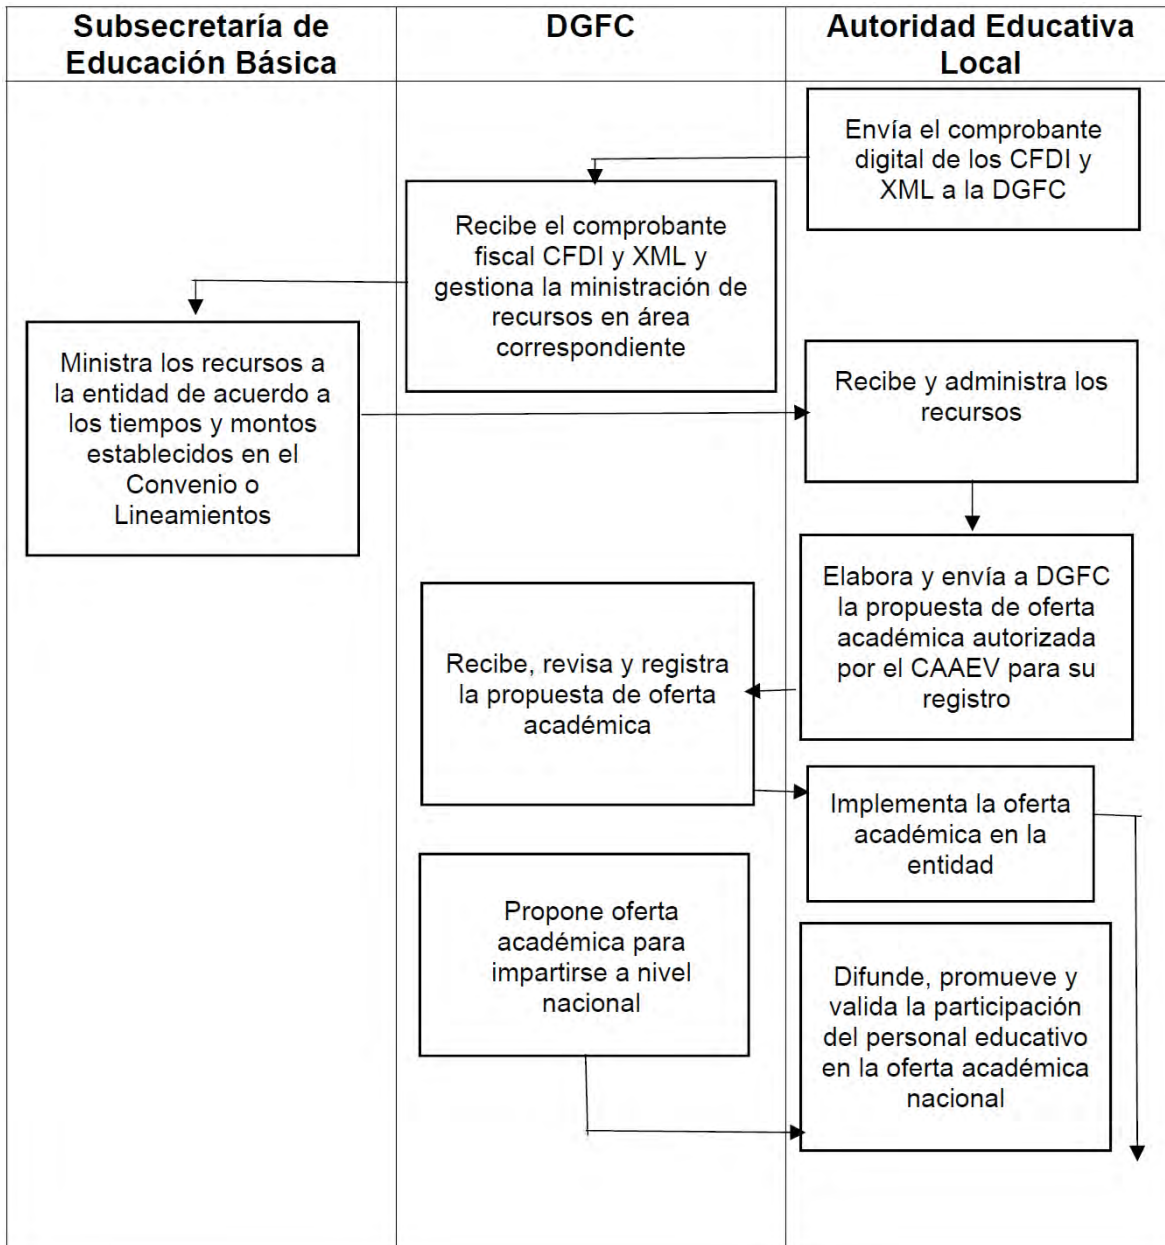 Subsecretaría de
Educación Básica
DGFC
Autoridad Educativa
Local
Envía el comprobante
digital de los CFDI y
XML a la DGFC
Recibe el comprobante
fiscal CFDI y XML y
gestiona la ministración de
recursos en área
correspondiente
Ministra los recursos a
la entidad de acuerdo a
los tiempos y montos
establecidos en el
Convenio o
Lineamientos
Recibe y administra los
recursos
Elabora y envía a DGFC
la propuesta de oferta
académica autorizada
por el CAAEV para su
registro
Recibe, revisa y registra
la propuesta de oferta
académica
Implementa la oferta
académica en la
entidad
Propone oferta
académica para
impartirse a nivel
nacional
Difunde, promueve y
valida la participación
del personal educativo
en la oferta académica
nacional